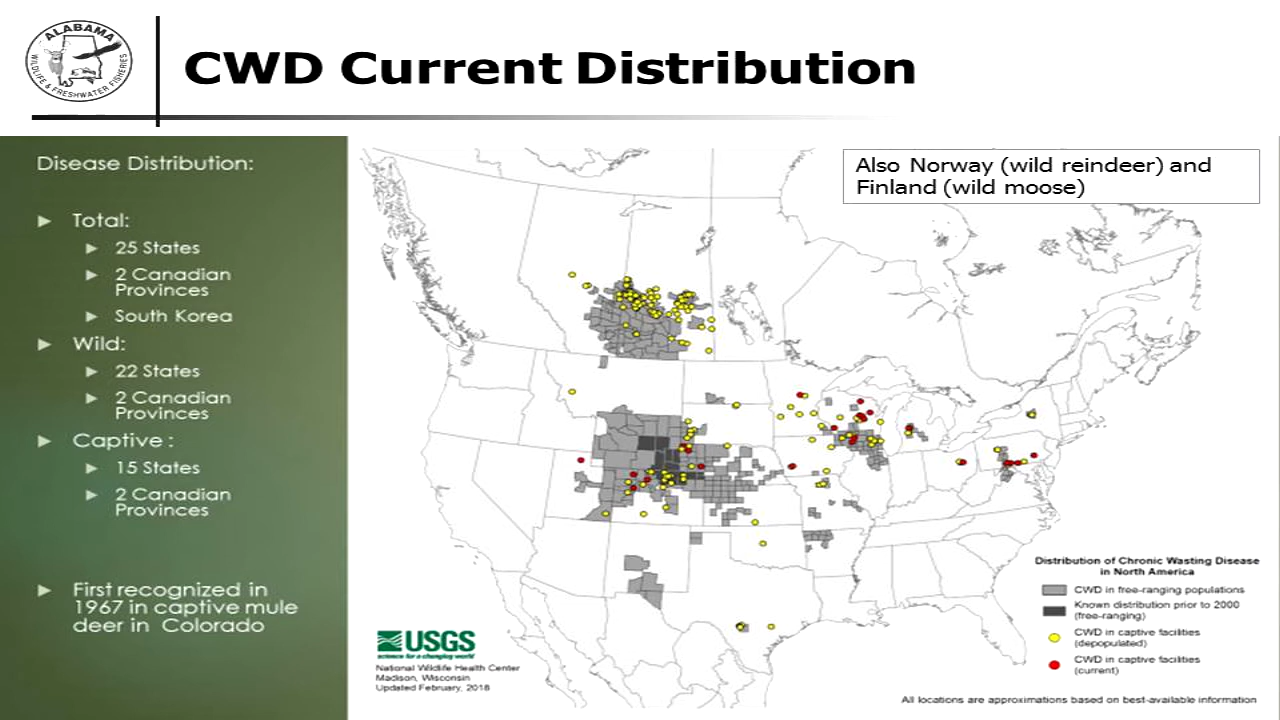 ALABAMA
WILDLIFE & FRESHWATER FISHERIES
CWD Current Distribution
Disease Distribution:
► Total:
► 25 States
► 2 Canadian
Provinces
► South Korea
► Wild:
► 22 States
► 2 Canadian
Provinces
► Captive :
► 15 States
► 2 Canadian
Provinces
► First recognized in
1967 in captive mule
deer in Colorado
Also Norway (wild reindeer) and
Finland (wild moose)
Distribution of Chronic Wasting Disease
in North America
CWD in free-ranging populations
Known distribution prior to 2000
(free-ranging)
CWD in captive facilities
(depopulated)
CWD in captive facilities
(current)
USGS
science for a changing world
National Wildlife Health Center
Madison, Wisconsin
Updated February, 2018
All locations are approximations based on best-available information